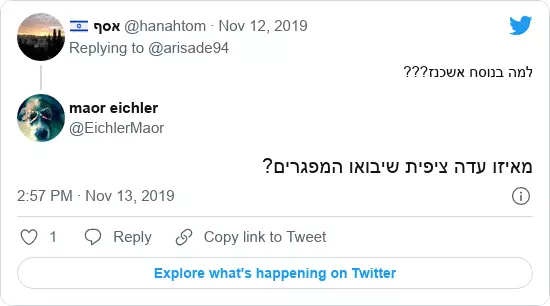 🇮🇱 אסף @hanahtom · Nov 12, 2019
Replying to @arisade94
למה בנוסח אשכנז???
maor eichler
@EichlerMaor
מאיזו עדה ציפית שיבואו המפגרים?
2:57 PM · Nov 13, 2019
1 Reply Copy link to Tweet
Explore what's happening on Twitter